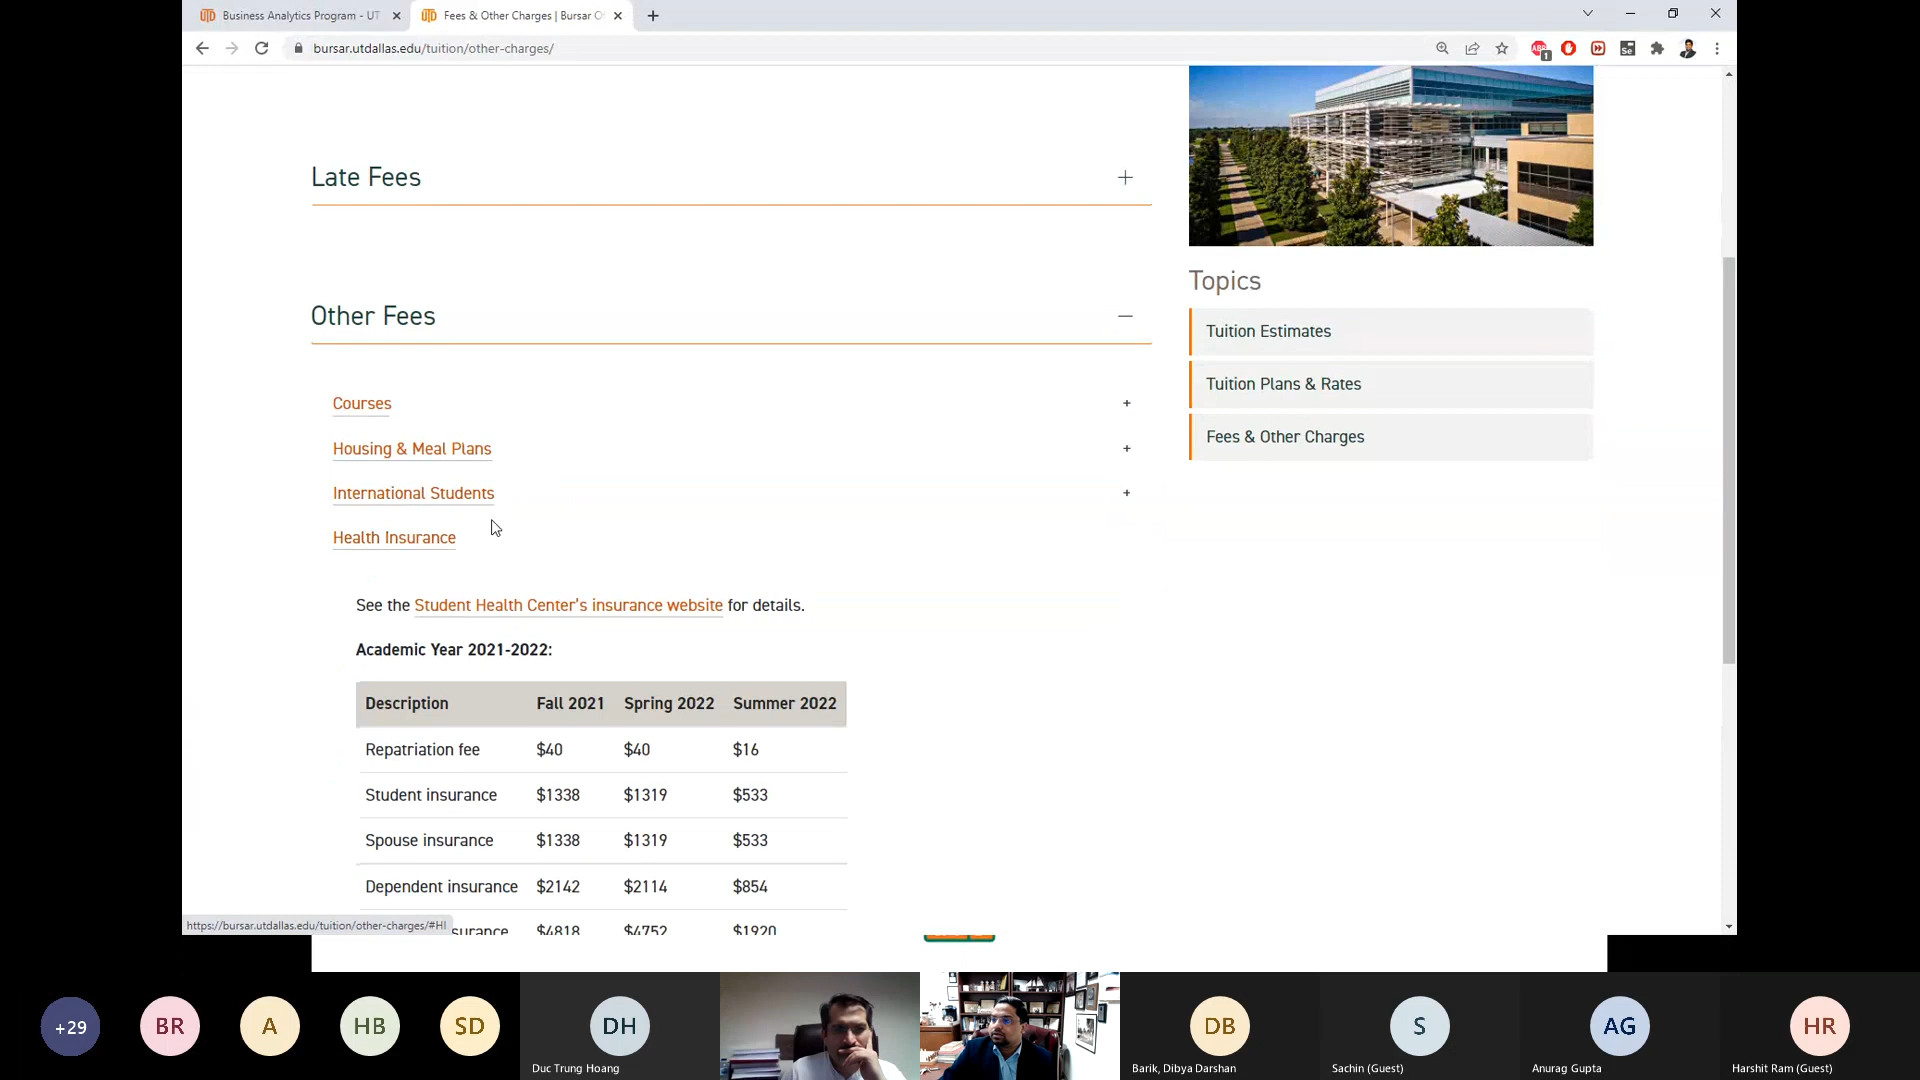 Business Analytics Program - UT
Fees & Other Charges | Bursar O
bursar.utdallas.edu/tuition/other-charges/
Late Fees
Other Fees
Courses
Housing & Meal Plans
International Students
Health Insurance
See the Student Health Center's insurance website for details.
Academic Year 2021-2022:
Description Fall 2021 Spring 2022 Summer 2022
Repatriation fee $40 $40 $16
Student insurance $1338 $1319 $533
Spouse insurance $1338 $1319 $533
Dependent insurance $2142 $2114 $854
surance $4818 $4752 $1920
Topics
Tuition Estimates
Tuition Plans & Rates
Fees & Other Charges
https://bursar.utdallas.edu/tuition/other-charges/#HI
+29
BR
A
HB
SD
DH
Duc Trung Hoang
DB
Barik, Dibya Darshan
S
Sachin (Guest)
AG
Anurag Gupta
HR
Harshit Ram (Guest)